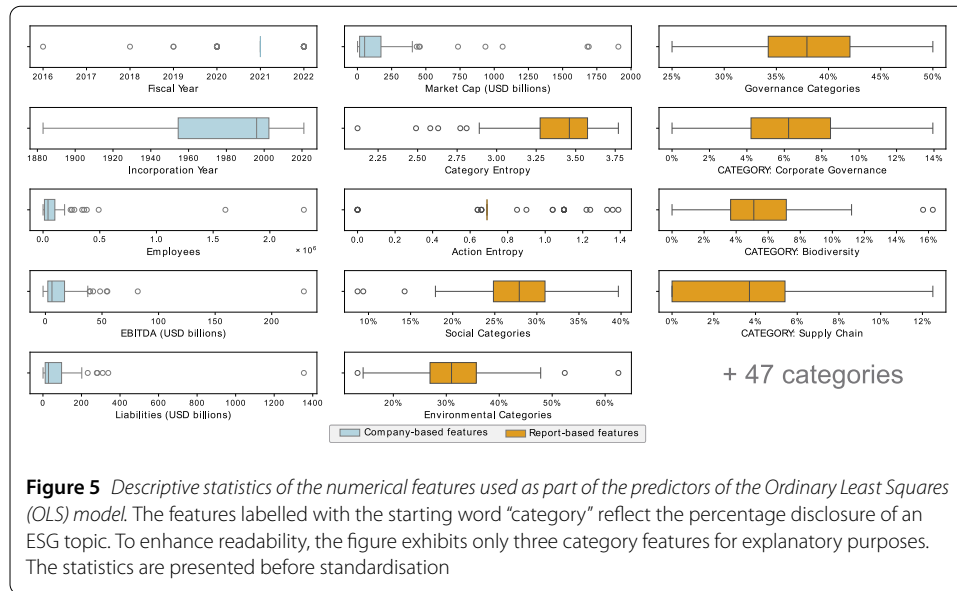 2016 2017 2018 2019 2020 2021 2022
Fiscal Year
0 250 500 750 1000 1250 1500 1750 2000
Market Cap (USD billions)
25% 30% 35% 40% 45% 50%
Governance Categories
1880 1900 1920 1940 1960 1980 2000 2020
Incorporation Year
2.25 2.50 2.75 3.00 3.25 3.50 3.75
Category Entropy
0% 2% 4% 6% 8% 10% 12% 14%
CATEGORY: Corporate Governance
0.0 0.5 1.0 1.5 2.0
Employees × 10⁶
0.0 0.2 0.4 0.6 0.8 1.0 1.2 1.4
Action Entropy
0% 2% 4% 6% 8% 10% 12% 14% 16%
CATEGORY: Biodiversity
0 50 100 150 200
EBITDA (USD billions)
10% 15% 20% 25% 30% 35% 40%
Social Categories
0% 2% 4% 6% 8% 10% 12%
CATEGORY: Supply Chain
0 200 400 600 800 1000 1200 1400
Liabilities (USD billions)
20% 30% 40% 50% 60%
Environmental Categories
+ 47 categories
Company-based features Report-based features
Figure 5 Descriptive statistics of the numerical features used as part of the predictors of the Ordinary Least Squares
(OLS) model. The features labelled with the starting word “category” reflect the percentage disclosure of an
ESG topic. To enhance readability, the figure exhibits only three category features for explanatory purposes.
The statistics are presented before standardisation